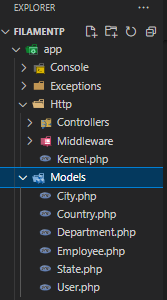 EXPLORER
FILAMENTP
app
Console
Exceptions
Http
Controllers
Middleware
Kernel.php
Models
City.php
Country.php
Department.php
Employee.php
State.php
User.php